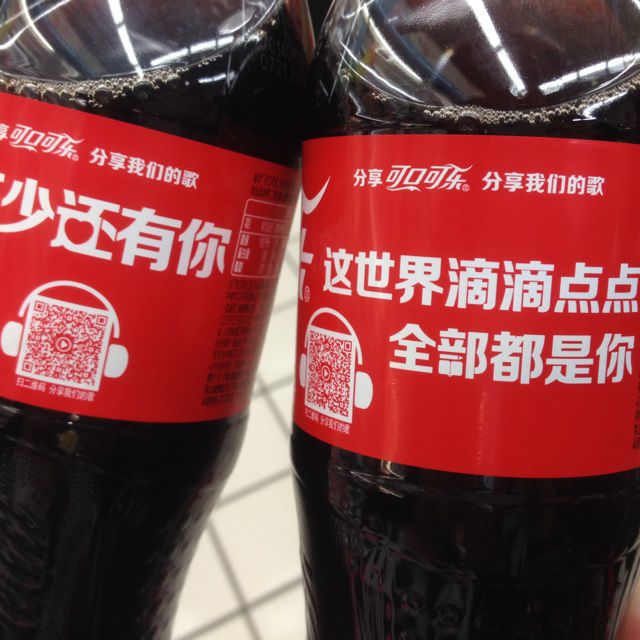 可口可乐 分享我们的歌
少还有你
扫二维码 分享我们的歌
分享 可口可乐 分享我们的歌
这世界滴滴点点
全部都是你
扫二维码 分享我们的歌